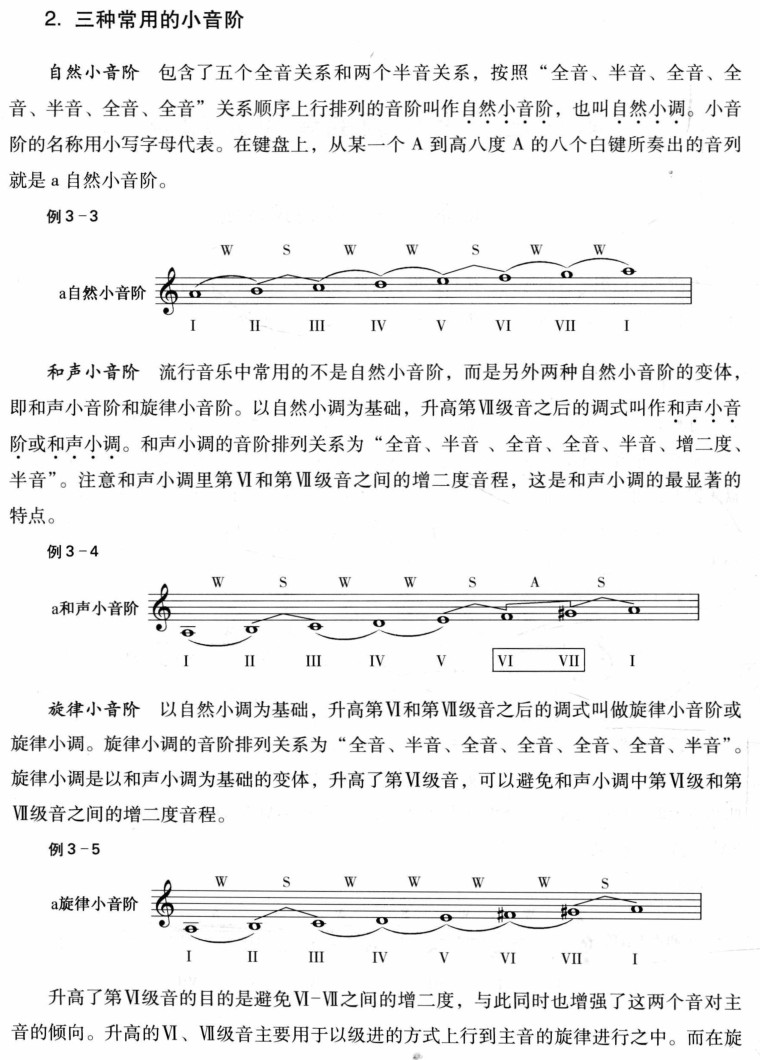 2. 三种常用的小音阶
自然小音阶 包含了五个全音关系和两个半音关系，按照“全音、半音、全音、全
音、半音、全音、全音”关系顺序上行排列的音阶叫作自然小音阶，也叫自然小调。小音
阶的名称用小写字母代表。在键盘上，从某一个 A 到高八度 A 的八个白键所奏出的音列
就是 a 自然小音阶。
例 3-3
W S W W S W W
a自然小音阶
I II III IV V VI VII I
和声小音阶 流行音乐中常用的不是自然小音阶，而是另外两种自然小音阶的变体，
即和声小音阶和旋律小音阶。以自然小调为基础，升高第Ⅶ级音之后的调式叫作和声小音
阶或和声小调。和声小调的音阶排列关系为“全音、半音 、全音、全音、半音、增二度、
半音”。注意和声小调里第Ⅵ和第Ⅶ级音之间的增二度音程，这是和声小调的最显著的
特点。
例 3-4
W S W W S A S
a和声小音阶
I II III IV V VI VII I
旋律小音阶 以自然小调为基础，升高第Ⅵ和第Ⅶ级音之后的调式叫做旋律小音阶或
旋律小调。旋律小调的音阶排列关系为“全音、半音、全音、全音、全音、全音、半音”。
旋律小调是以和声小调为基础的变体，升高了第Ⅵ级音，可以避免和声小调中第Ⅵ级和第
Ⅶ级音之间的增二度音程。
例 3-5
W S W W W W S
a旋律小音阶
I II III IV V VI VII I
升高了第Ⅵ级音的目的是避免Ⅵ-Ⅶ之间的增二度，与此同时也增强了这两个音对主
音的倾向。升高的Ⅵ、Ⅶ级音主要用于以级进的方式上行到主音的旋律进行之中。而在旋